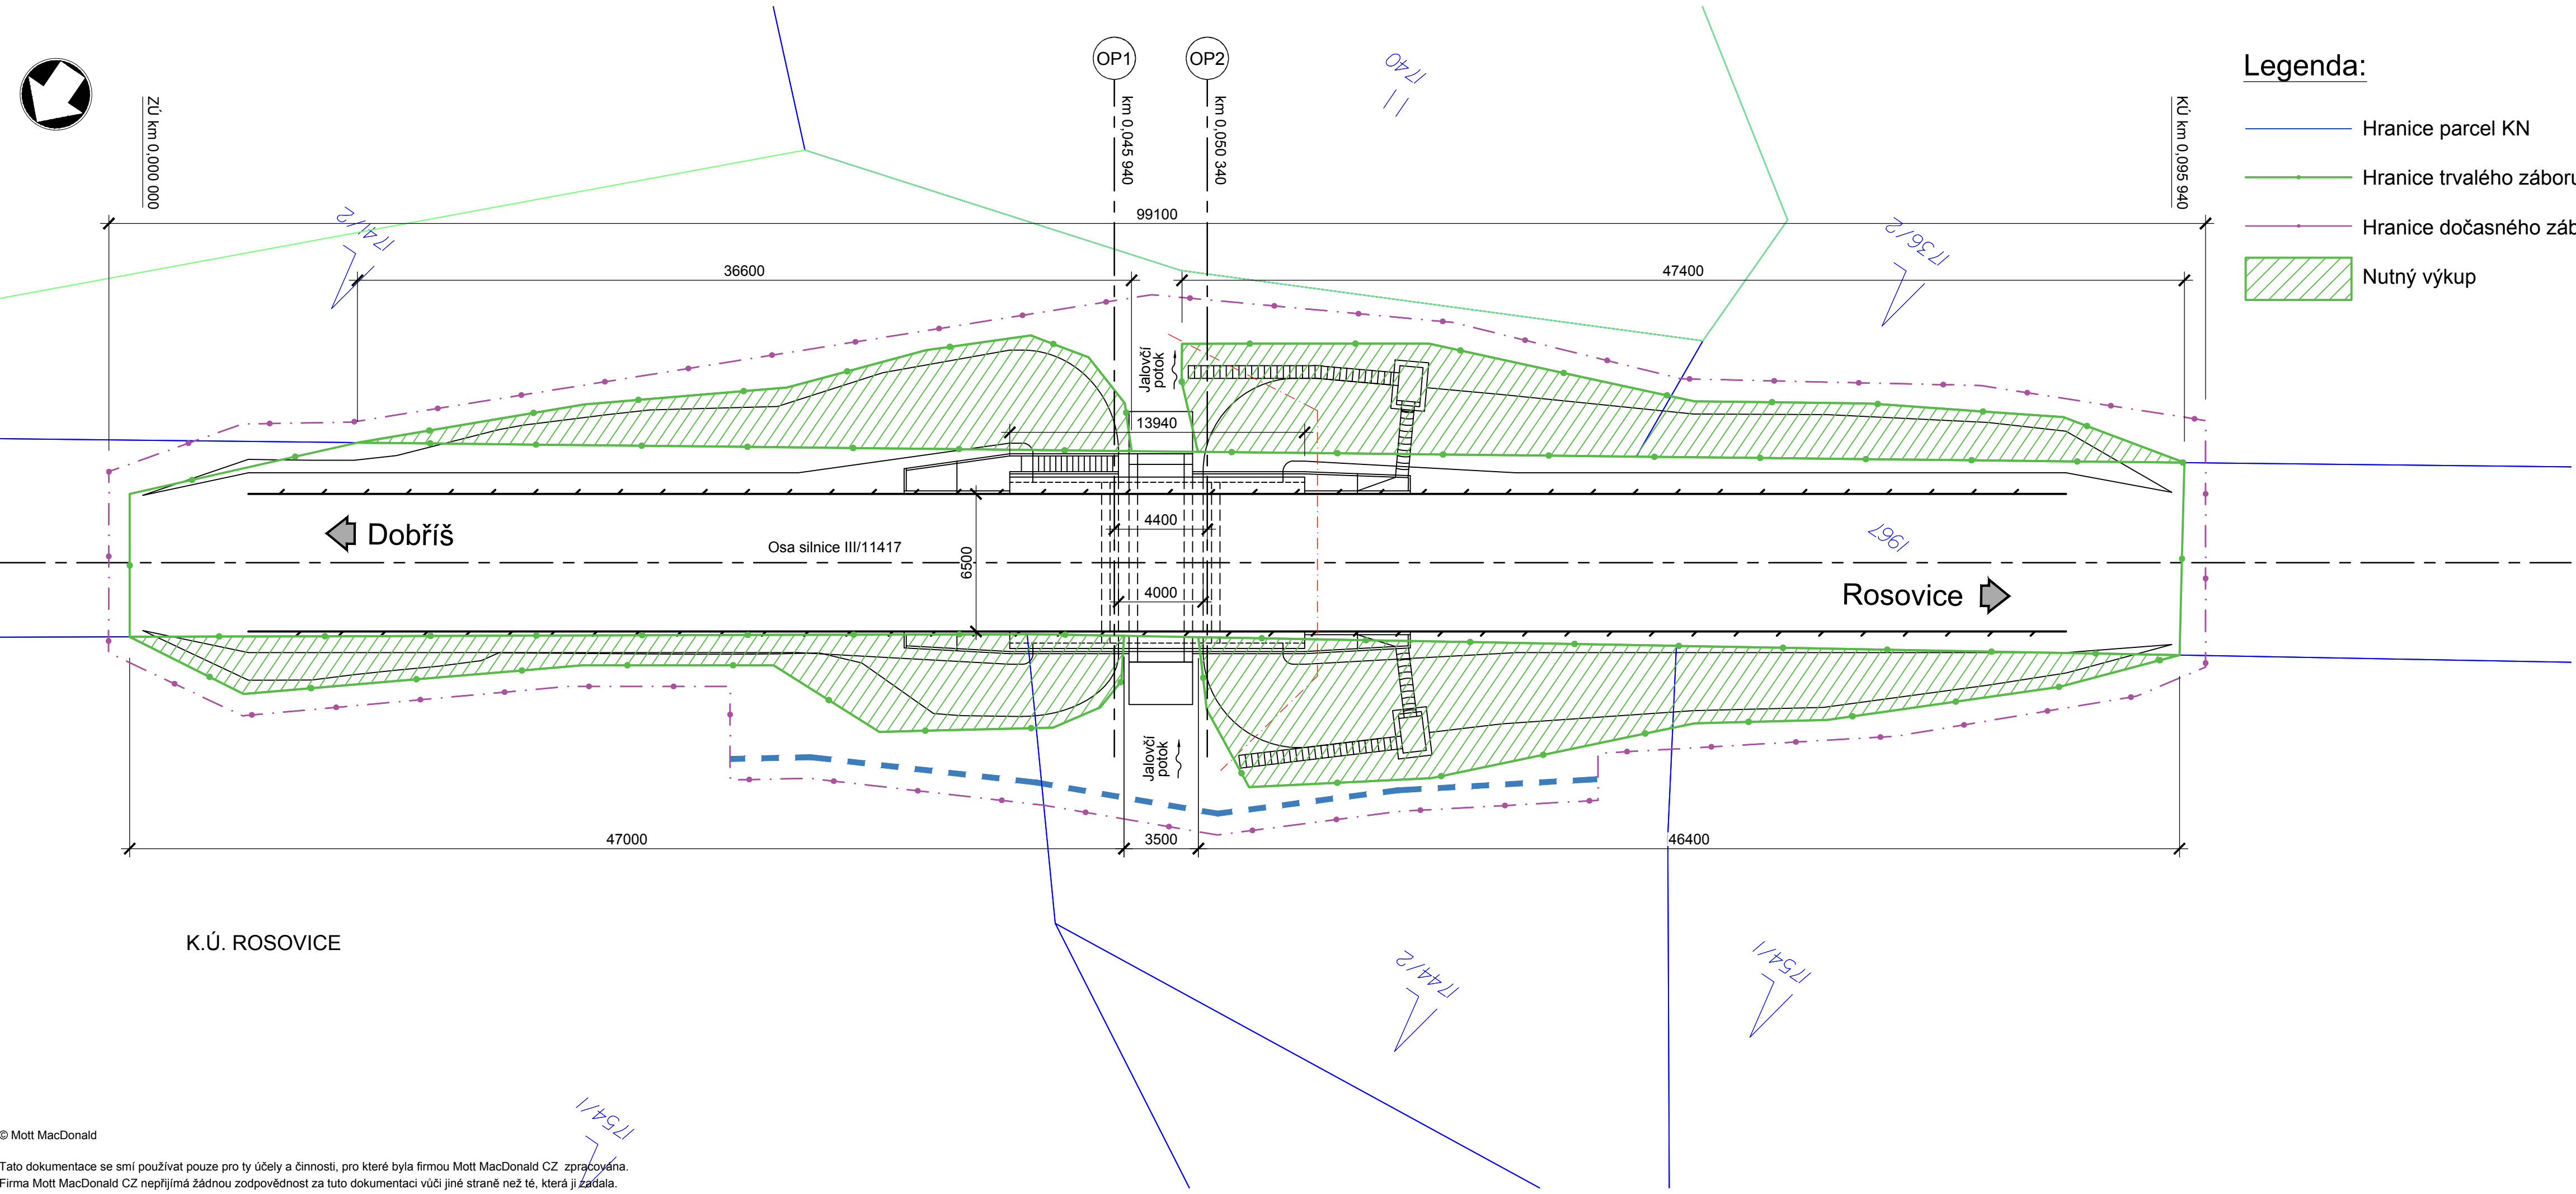 OP1
OP2
ZÚ km 0,000 000
km 0,045 940
km 0,050 340
KÚ km 0,095 940
1740
Legenda:
Hranice parcel KN
Hranice trvalého záboru
Hranice dočasného záb
Nutný výkup
1741/2
1736/2
99100
36600
47400
Jalovčí
potok
13940
Dobříš
Osa silnice III/11417
6500
4400
4000
1967
Rosovice
Jalovčí
potok
47000
3500
46400
K.Ú. ROSOVICE
1744/2
1754/1
1754/1
© Mott MacDonald
Tato dokumentace se smí používat pouze pro ty účely a činnosti, pro které byla firmou Mott MacDonald CZ zpracována.
Firma Mott MacDonald CZ nepřijímá žádnou zodpovědnost za tuto dokumentaci vůči jiné straně než té, která ji zadala.